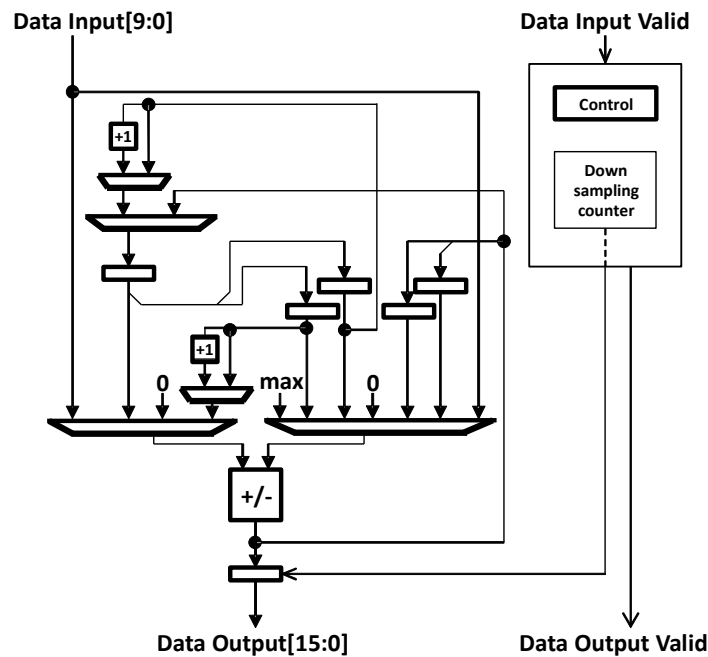 Data Input[9:0]
Data Input Valid
Control
+1
Down
sampling
counter
+1
0
max
0
+/-
Data Output[15:0]
Data Output Valid